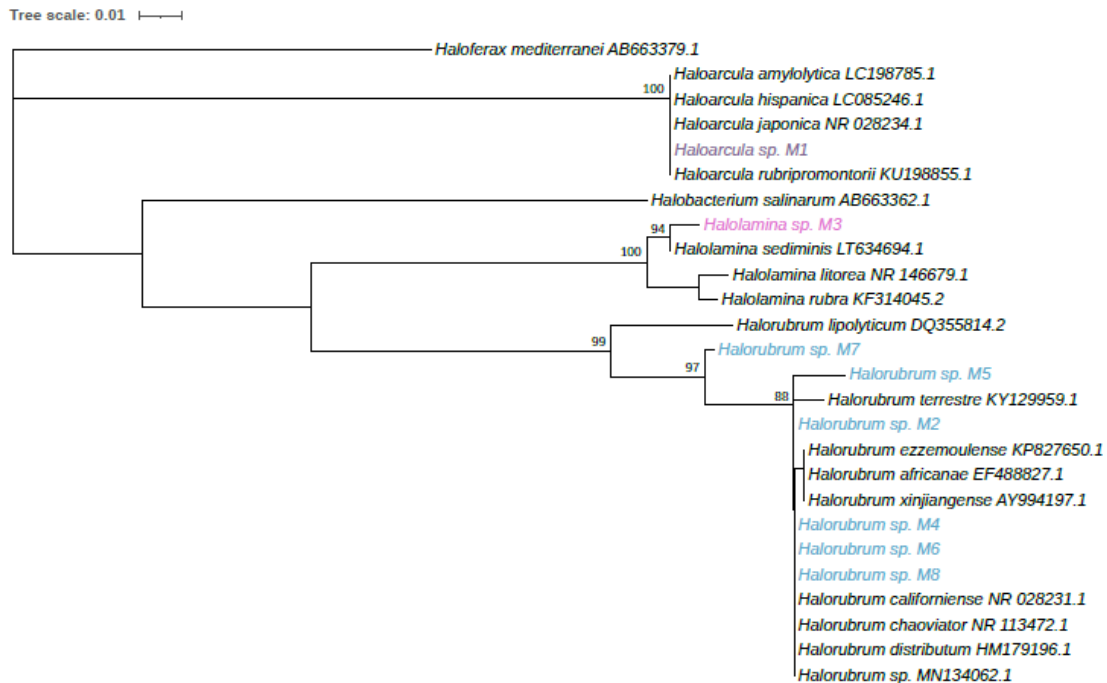 Tree scale: 0.01
Haloferax mediterranei AB663379.1
Haloarcula amylolytica LC198785.1
100
Haloarcula hispanica LC085246.1
Haloarcula japonica NR 028234.1
Haloarcula sp. M1
Haloarcula rubripromontorii KU198855.1
Halobacterium salinarum AB663362.1
Halolamina sp. M3
94
Halolamina sediminis LT634694.1
100
Halolamina litorea NR 146679.1
Halolamina rubra KF314045.2
Halorubrum lipolyticum DQ355814.2
99
Halorubrum sp. M7
97
Halorubrum sp. M5
88
Halorubrum terrestre KY129959.1
Halorubrum sp. M2
Halorubrum ezzemoulense KP827650.1
Halorubrum africanae EF488827.1
Halorubrum xinjiangense AY994197.1
Halorubrum sp. M4
Halorubrum sp. M6
Halorubrum sp. M8
Halorubrum californiense NR 028231.1
Halorubrum chaoviator NR 113472.1
Halorubrum distributum HM179196.1
Halorubrum sp. MN134062.1